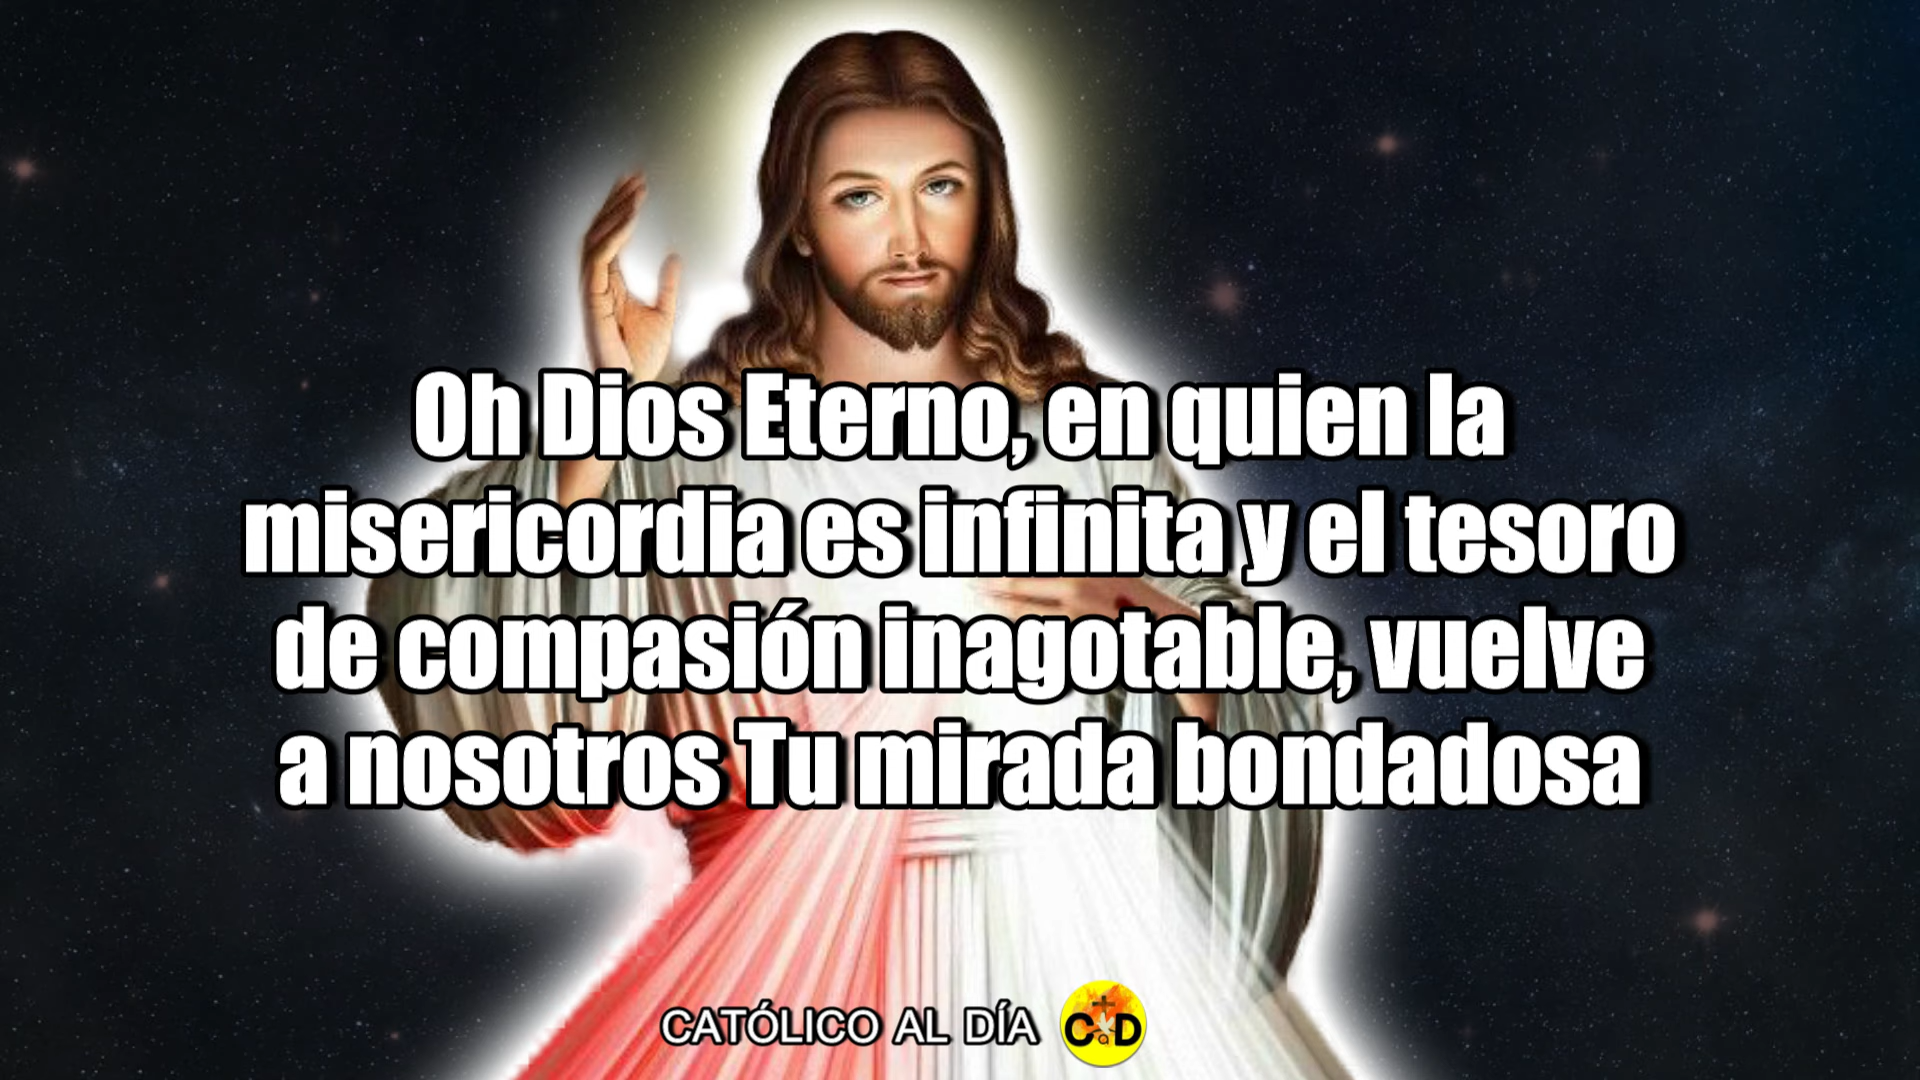 Oh Dios Eterno, en quien la
misericordia es infinita y el tesoro
de compasión inagotable, vuelve
a nosotros Tu mirada bondadosa
CATÓLICO AL DÍA
CaD